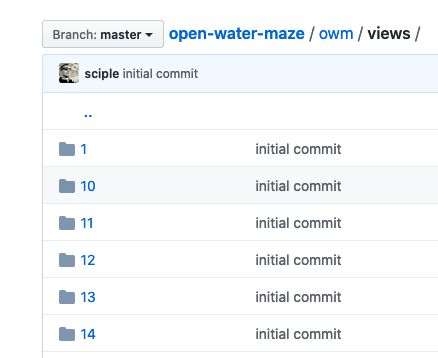 Branch: master open-water-maze / owm / views /
sciple initial commit
..
1 initial commit
10 initial commit
11 initial commit
12 initial commit
13 initial commit
14 initial commit